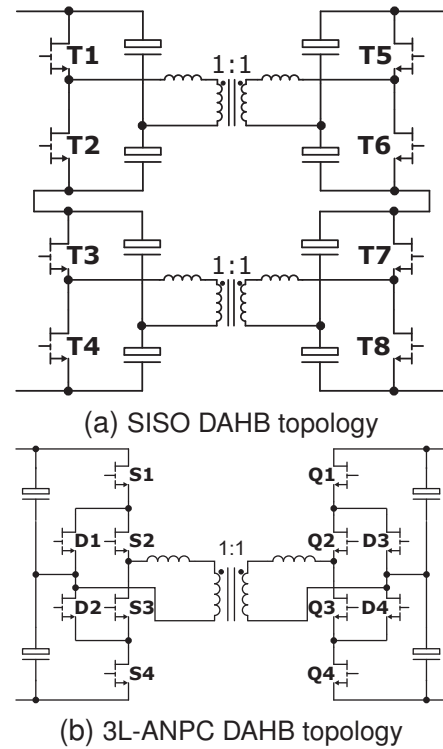 T1 T5
1:1
T2 T6
T3 T7
1:1
T4 T8
(a) SISO DAHB topology
S1 Q1
D1 S2 1:1 Q2 D3
D2 S3 Q3 D4
S4 Q4
(b) 3L-ANPC DAHB topology